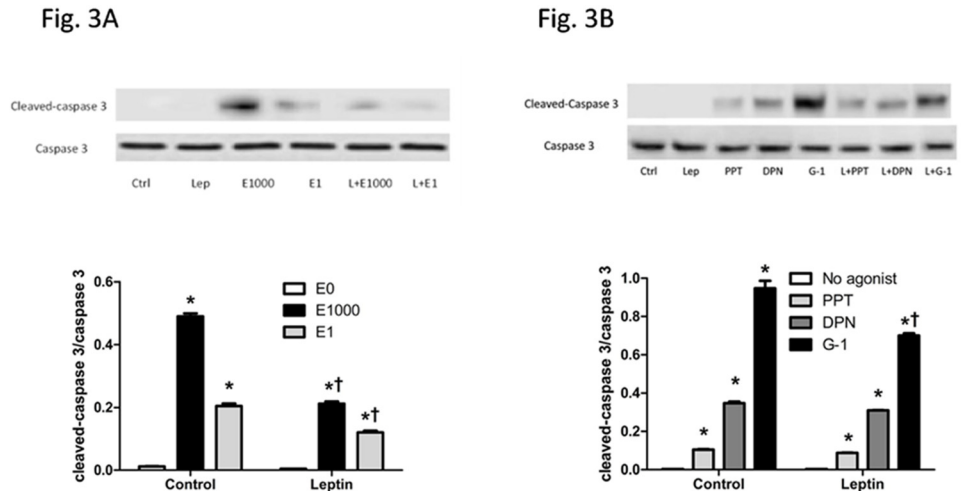 Fig. 3A
Cleaved-caspase 3
Caspase 3
Ctrl Lep E1000 E1 L+E1000 L+E1
cleaved-caspase 3/caspase 3
0.6
0.4
0.2
0.0
E0
E1000
E1
*
*
*†
*†
Control Leptin
Fig. 3B
Cleaved-Caspase 3
Caspase 3
Ctrl Lep PPT DPN G-1 L+PPT L+DPN L+G-1
cleaved-caspase 3/caspase 3
1.0
0.8
0.6
0.4
0.2
0.0
No agonist
PPT
DPN
G-1
*
*
*
*
*
*†
Control Leptin